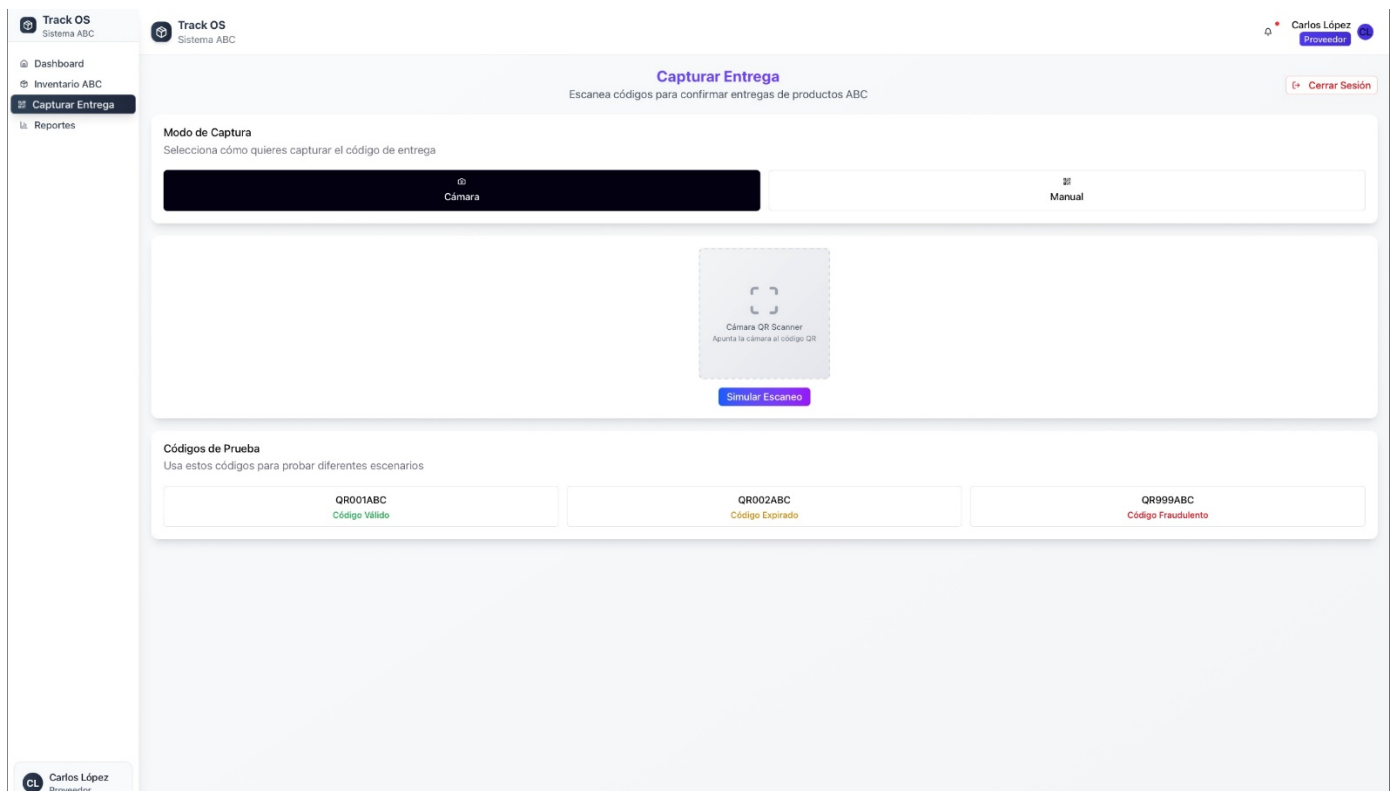 Track OS
Sistema ABC
Dashboard
Inventario ABC
Capturar Entrega
Reportes
Track OS
Sistema ABC
Carlos López
Proveedor
CL
Capturar Entrega
Escanea códigos para confirmar entregas de productos ABC
Cerrar Sesión
Modo de Captura
Selecciona cómo quieres capturar el código de entrega
Cámara
Manual
Cámara QR Scanner
Apunta la cámara al código QR
Simular Escaneo
Códigos de Prueba
Usa estos códigos para probar diferentes escenarios
QR001ABC
Código Válido
QR002ABC
Código Expirado
QR999ABC
Código Fraudulento
CL
Carlos López
Proveedor